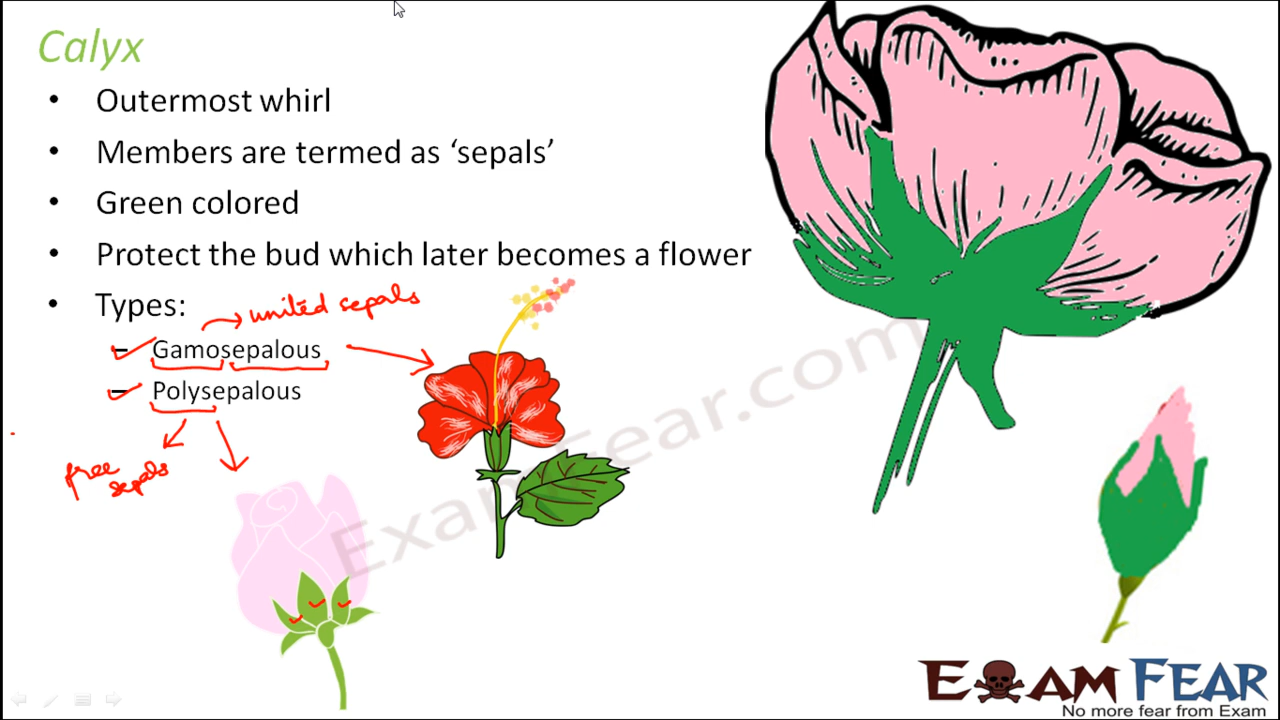 Calyx
• Outermost whirl
• Members are termed as ‘sepals’
• Green colored
• Protect the bud which later becomes a flower
• Types:
united sepals
– Gamosepalous
– Polysepalous
free
sepals
ExamFear.com
EXAM FEAR
No more fear from Exam